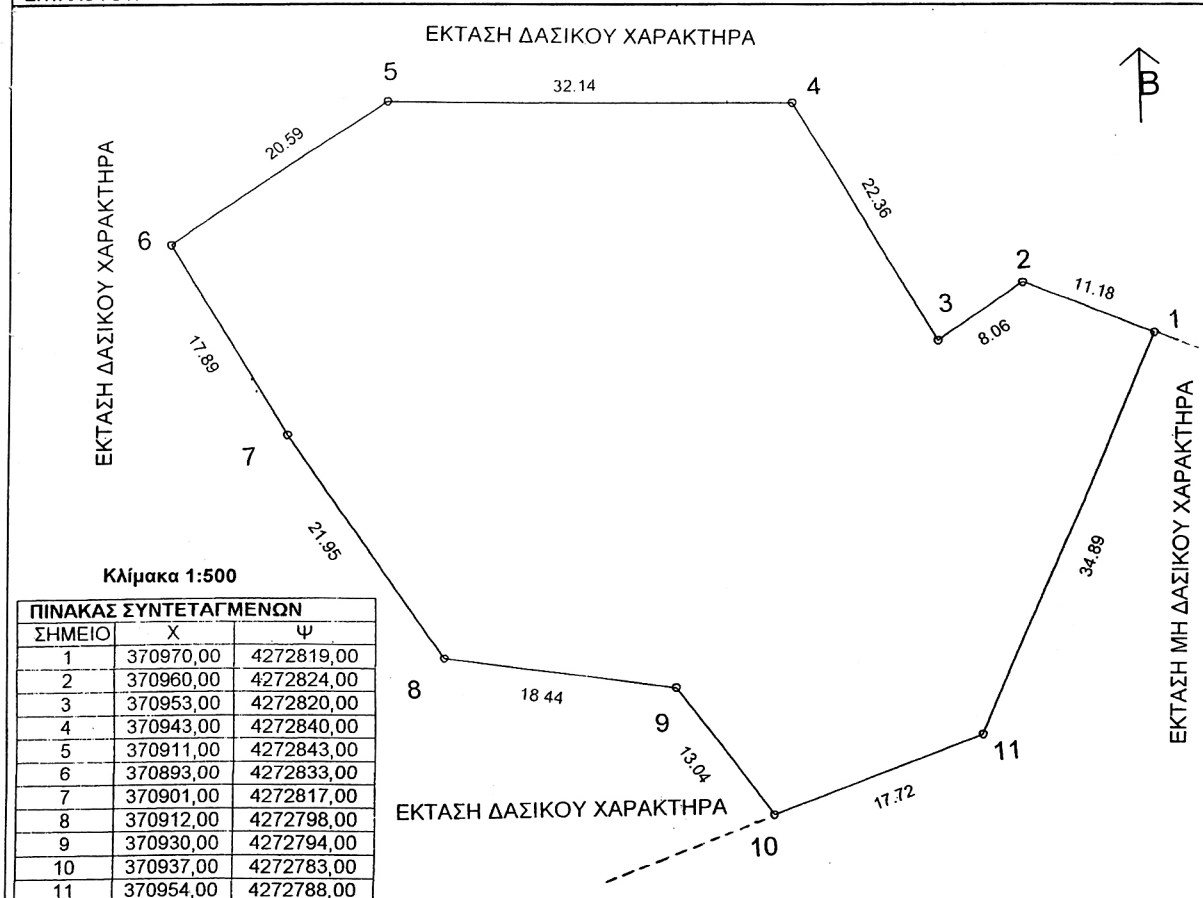 ΕΚΤΑΣΗ ΔΑΣΙΚΟΥ ΧΑΡΑΚΤΗΡΑ
5
32.14
4
Β
20.59
ΕΚΤΑΣΗ ΔΑΣΙΚΟΥ ΧΑΡΑΚΤΗΡΑ
22.36
6
2
11.18
3
8.06
1
17.89
ΕΚΤΑΣΗ ΜΗ ΔΑΣΙΚΟΥ ΧΑΡΑΚΤΗΡΑ
7
21.95
34.89
Κλίμακα 1:500
8
18 44
9
13.04
11
17.72
ΕΚΤΑΣΗ ΔΑΣΙΚΟΥ ΧΑΡΑΚΤΗΡΑ
10
ΠΙΝΑΚΑΣ ΣΥΝΤΕΤΑΓΜΕΝΩΝ
ΣΗΜΕΙΟ Χ Ψ
1 370970,00 4272819,00
2 370960,00 4272824,00
3 370953,00 4272820,00
4 370943,00 4272840,00
5 370911,00 4272843,00
6 370893,00 4272833,00
7 370901,00 4272817,00
8 370912,00 4272798,00
9 370930,00 4272794,00
10 370937,00 4272783,00
11 370954,00 4272788,00